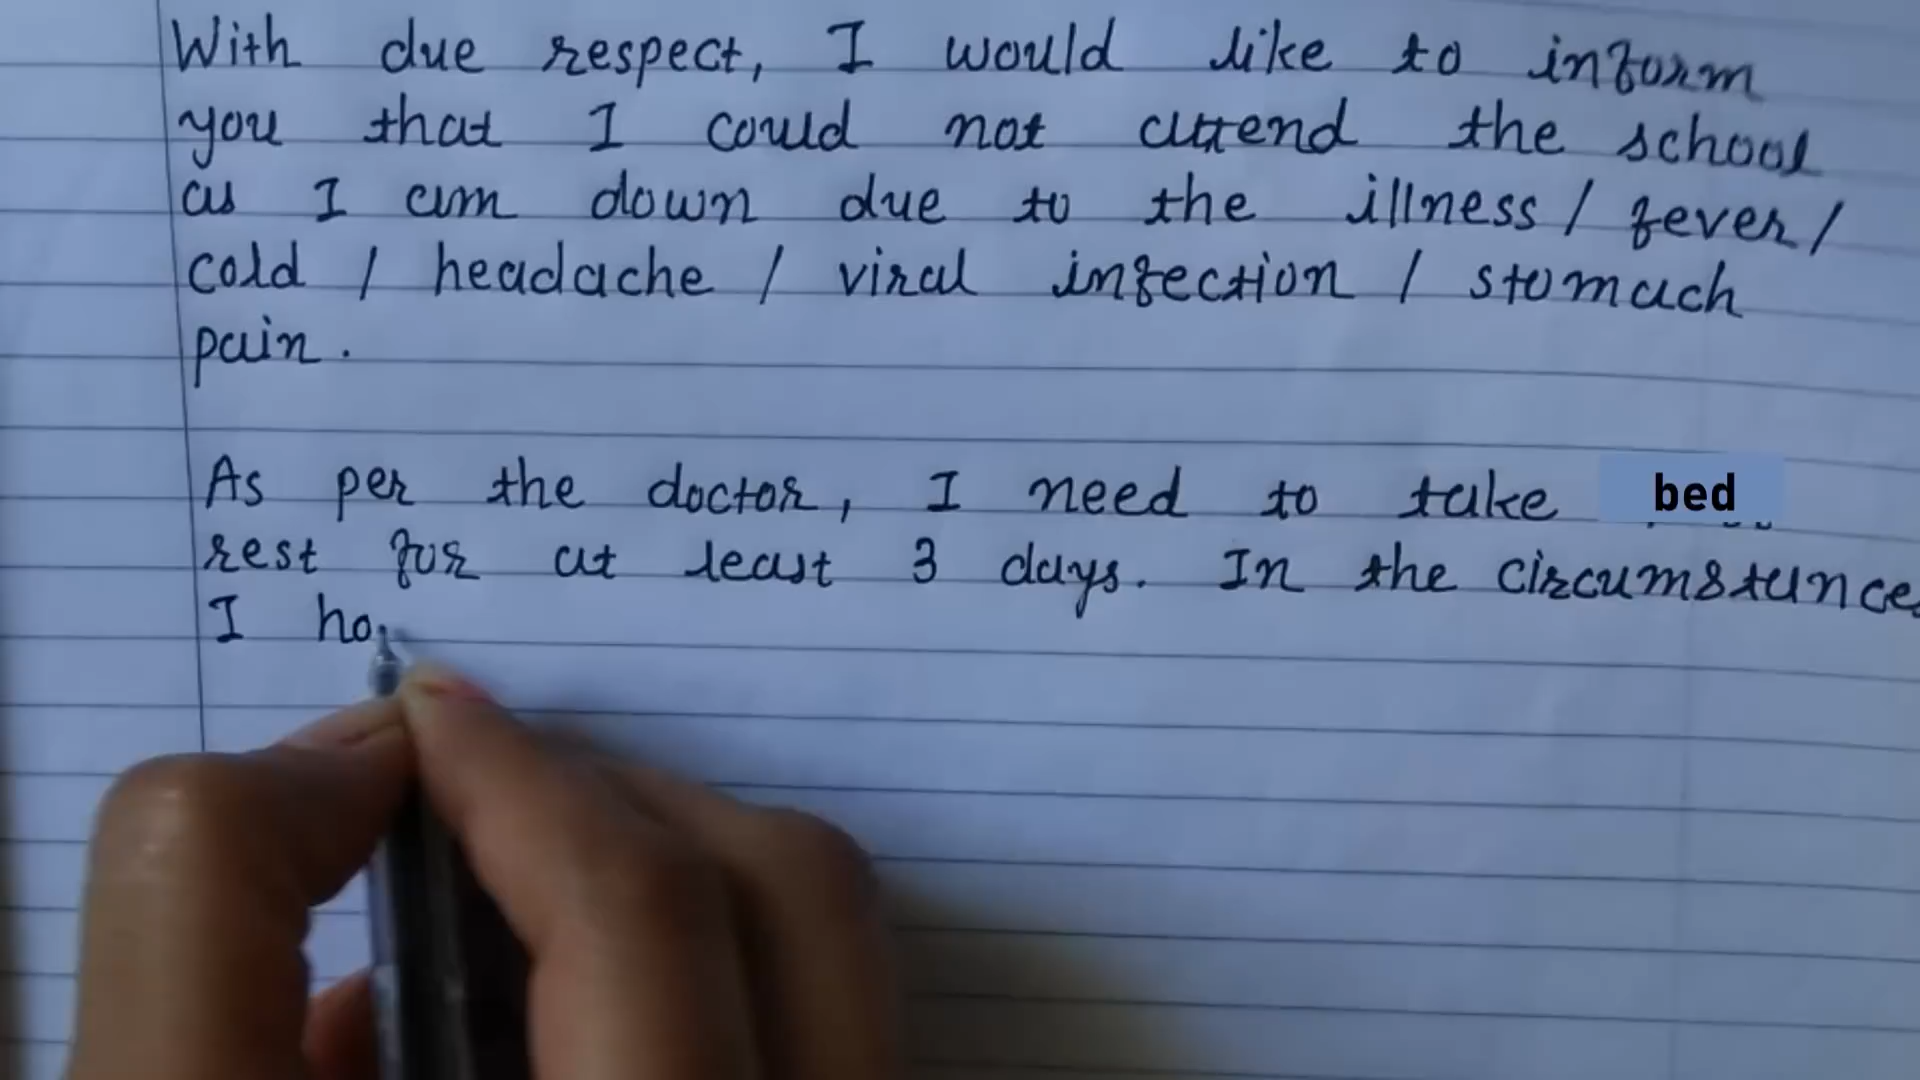 With due respect, I would like to inform
you that I could not attend the school
as I am down due to the illness / fever /
cold / headache / viral infection / stomach
pain.
As per the doctor, I need to take bed
rest for at least 3 days. In the circumstances
I ho